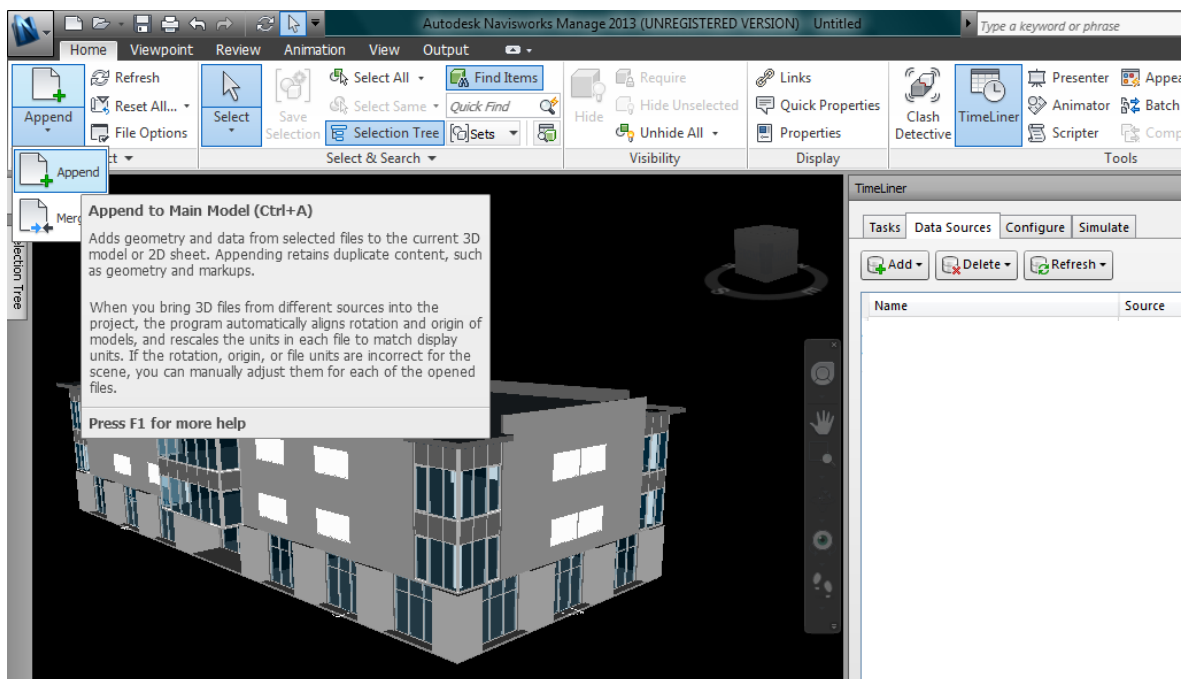 Autodesk Navisworks Manage 2013 (UNREGISTERED VERSION) Untitled
Type a keyword or phrase
Home Viewpoint Review Animation View Output
Append
Refresh
Reset All...
File Options
Select
Save
Selection
Select All
Select Same
Selection Tree
Find Items
Quick Find
Sets
Select & Search
Hide
Require
Hide Unselected
Unhide All
Visibility
Links
Quick Properties
Properties
Display
Clash
Detective
TimeLiner
Presenter
Animator
Scripter
Appea
Batch
Comp
Tools
Append
Merg
Append to Main Model (Ctrl+A)
Adds geometry and data from selected files to the current 3D
model or 2D sheet. Appending retains duplicate content, such
as geometry and markups.
When you bring 3D files from different sources into the
project, the program automatically aligns rotation and origin of
models, and rescales the units in each file to match display
units. If the rotation, origin, or file units are incorrect for the
scene, you can manually adjust them for each of the opened
files.
Press F1 for more help
lection Tree
TimeLiner
Tasks Data Sources Configure Simulate
Add Delete Refresh
Name Source